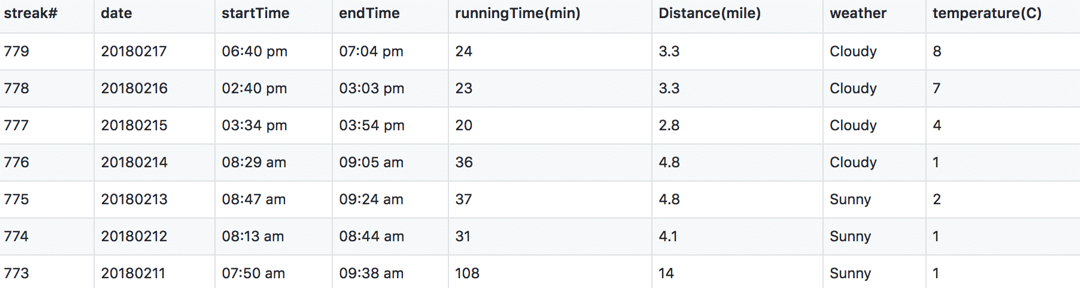 streak# date startTime endTime runningTime(min) Distance(mile) weather temperature(C)
779 20180217 06:40 pm 07:04 pm 24 3.3 Cloudy 8
778 20180216 02:40 pm 03:03 pm 23 3.3 Cloudy 7
777 20180215 03:34 pm 03:54 pm 20 2.8 Cloudy 4
776 20180214 08:29 am 09:05 am 36 4.8 Cloudy 1
775 20180213 08:47 am 09:24 am 37 4.8 Sunny 2
774 20180212 08:13 am 08:44 am 31 4.1 Sunny 1
773 20180211 07:50 am 09:38 am 108 14 Sunny 1